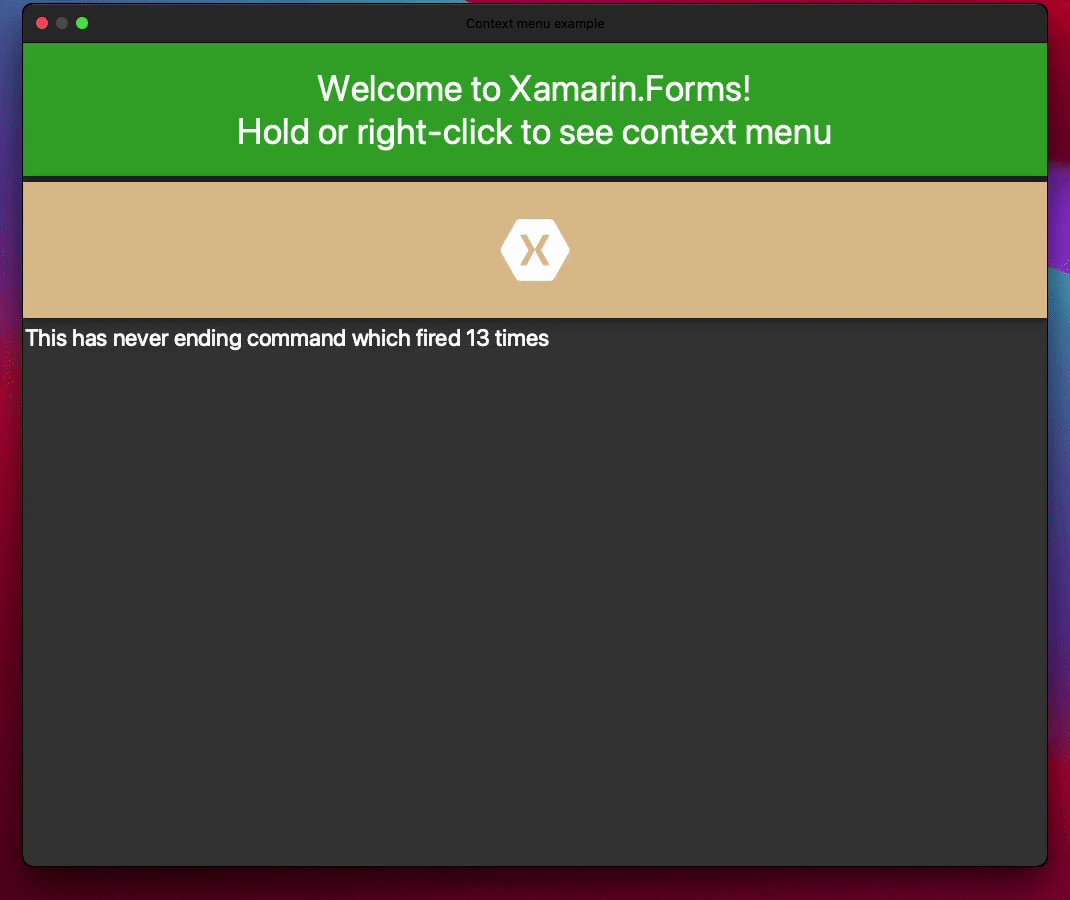 Context menu example
Welcome to Xamarin.Forms!
Hold or right-click to see context menu
This has never ending command which fired 13 times